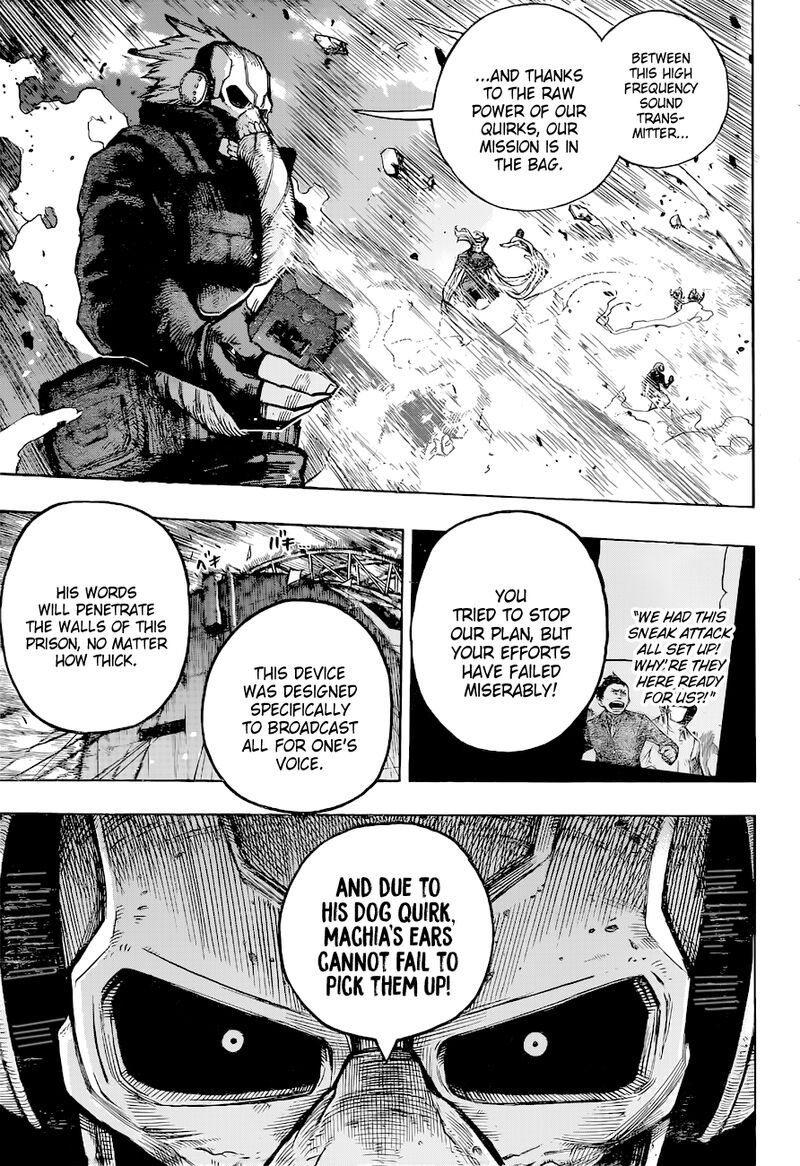 BETWEEN
THIS HIGH
FREQUENCY
SOUND
TRANS-
MITTER...
...AND THANKS
TO THE RAW
POWER OF OUR
QUIRKS, OUR
MISSION IS IN
THE BAG.
"WE HAD THIS
SNEAK ATTACK
ALL SET UP!
WHY'RE THEY
HERE READY
FOR US?!"
YOU
TRIED TO STOP
OUR PLAN, BUT
YOUR EFFORTS
HAVE FAILED
MISERABLY!
THIS DEVICE
WAS DESIGNED
SPECIFICALLY
TO BROADCAST
ALL FOR ONE'S
VOICE.
HIS WORDS
WILL PENETRATE
THE WALLS OF THIS
PRISON, NO MATTER
HOW THICK.
AND DUE TO
HIS DOG QUIRK,
MACHIA'S EARS
CANNOT FAIL TO
PICK THEM UP!